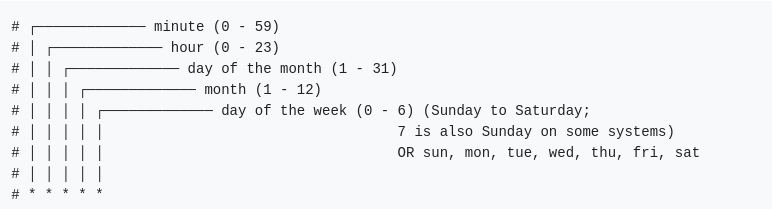 # ┌───────────── minute (0 - 59)
# │ ┌───────────── hour (0 - 23)
# │ │ ┌───────────── day of the month (1 - 31)
# │ │ │ ┌───────────── month (1 - 12)
# │ │ │ │ ┌───────────── day of the week (0 - 6) (Sunday to Saturday;
# │ │ │ │ │                                   7 is also Sunday on some systems)
# │ │ │ │ │                                   OR sun, mon, tue, wed, thu, fri, sat
# │ │ │ │ │
# * * * * *